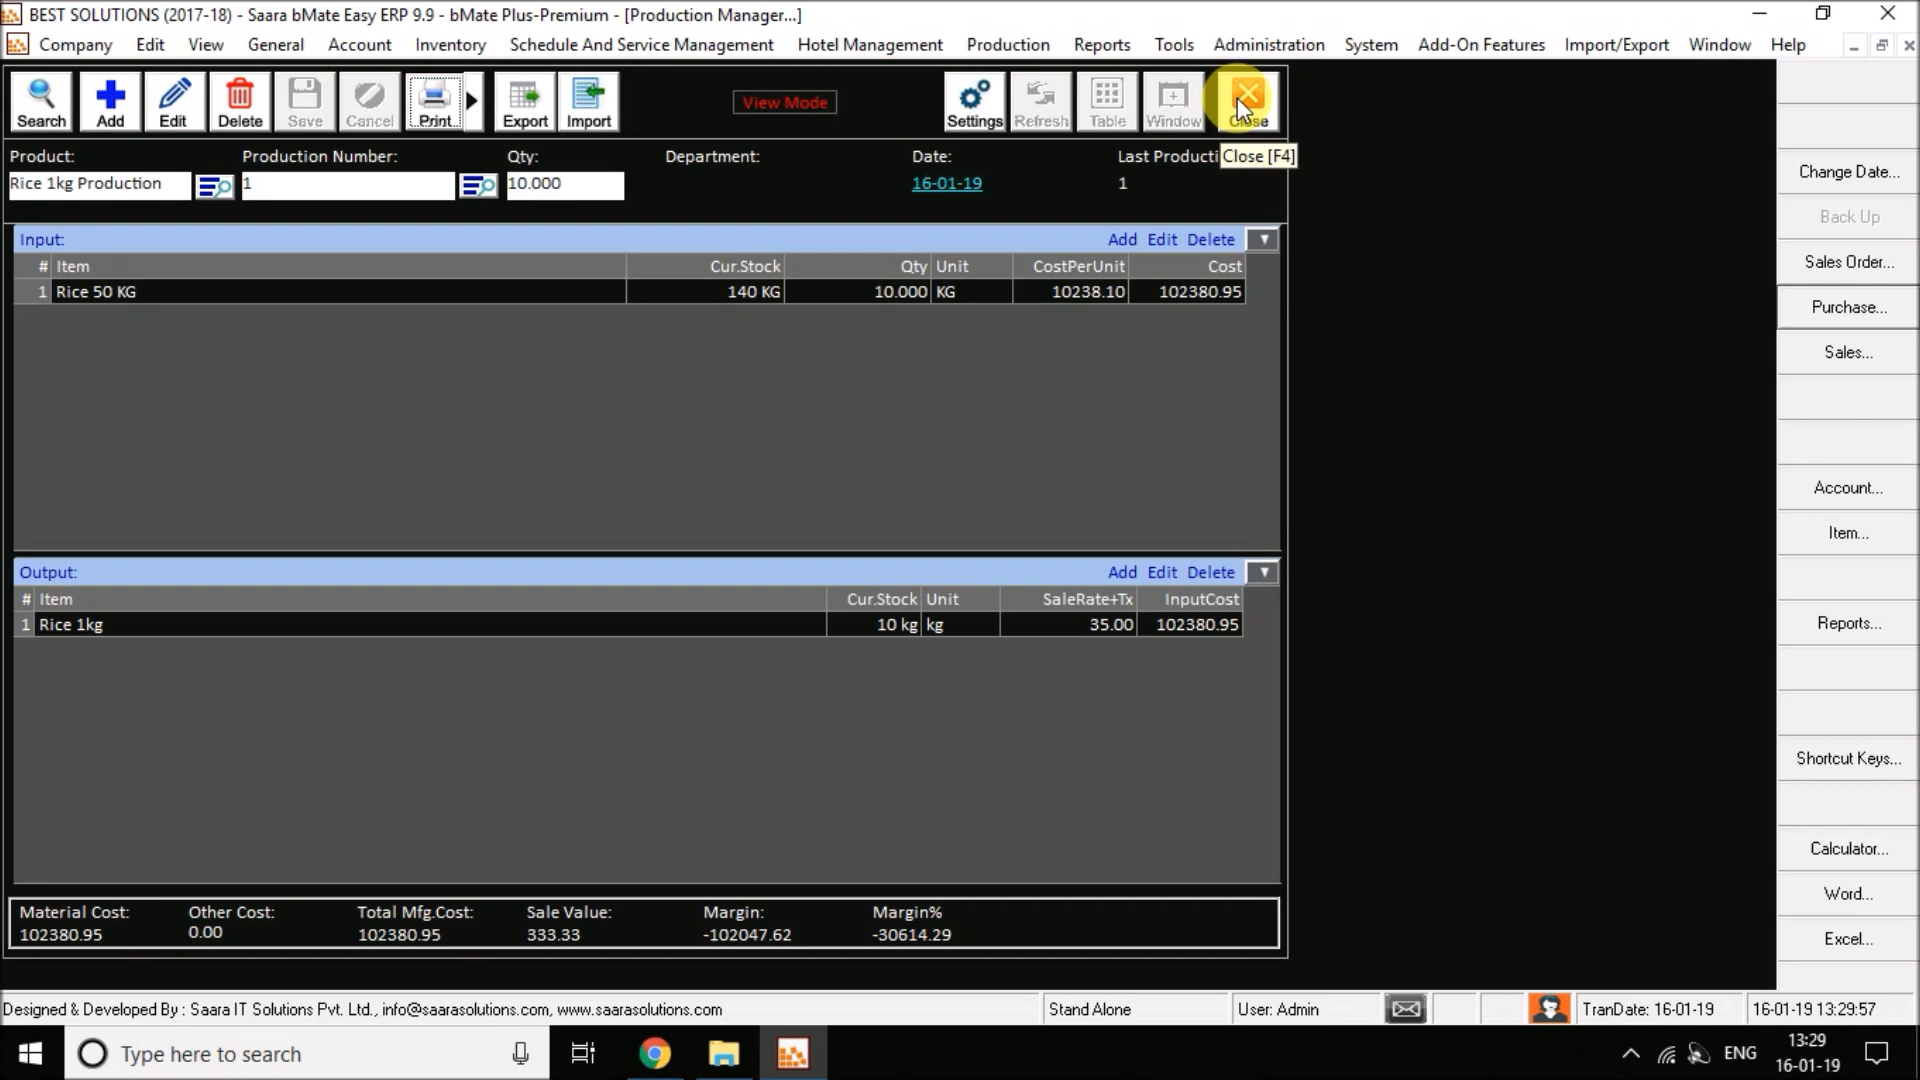 BEST SOLUTIONS (2017-18) - Saara bMate Easy ERP 9.9 - bMate Plus-Premium - [Production Manager...]
Company Edit View General Account Inventory Schedule And Service Management Hotel Management Production Reports Tools Administration System Add-On Features Import/Export Window Help
Search Add Edit Delete Save Cancel Print Export Import View Mode Settings Refresh Table Window Close
Product: Production Number: Qty: Department: Date: Last Producti Close [F4]
Rice 1kg Production 1 10.000 16-01-19 1
Input: Add Edit Delete
# Item Cur.Stock Qty Unit CostPerUnit Cost
1 Rice 50 KG 140 KG 10.000 KG 10238.10 102380.95
Output: Add Edit Delete
# Item Cur.Stock Unit SaleRate+Tx InputCost
1 Rice 1kg 10 kg kg 35.00 102380.95
Material Cost: Other Cost: Total Mfg.Cost: Sale Value: Margin: Margin%
102380.95 0.00 102380.95 333.33 -102047.62 -30614.29
Change Date...
Back Up
Sales Order...
Purchase...
Sales...
Account...
Item...
Reports...
Shortcut Keys...
Calculator...
Word...
Excel...
Designed & Developed By : Saara IT Solutions Pvt. Ltd., info@saarasolutions.com, www.saarasolutions.com Stand Alone User: Admin TranDate: 16-01-19 16-01-19 13:29:57
Type here to search ENG 13:29
16-01-19